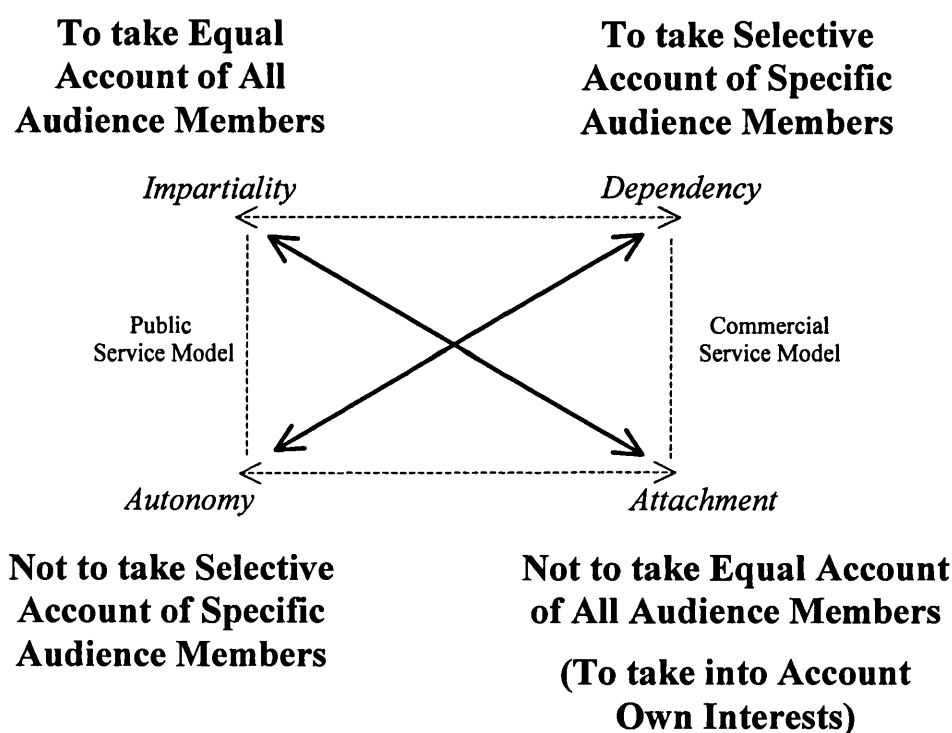 To take Equal
Account of All
Audience Members
To take Selective
Account of Specific
Audience Members
Impartiality
Dependency
Public
Service Model
Commercial
Service Model
Autonomy
Attachment
Not to take Selective
Account of Specific
Audience Members
Not to take Equal Account
of All Audience Members
(To take into Account
Own Interests)